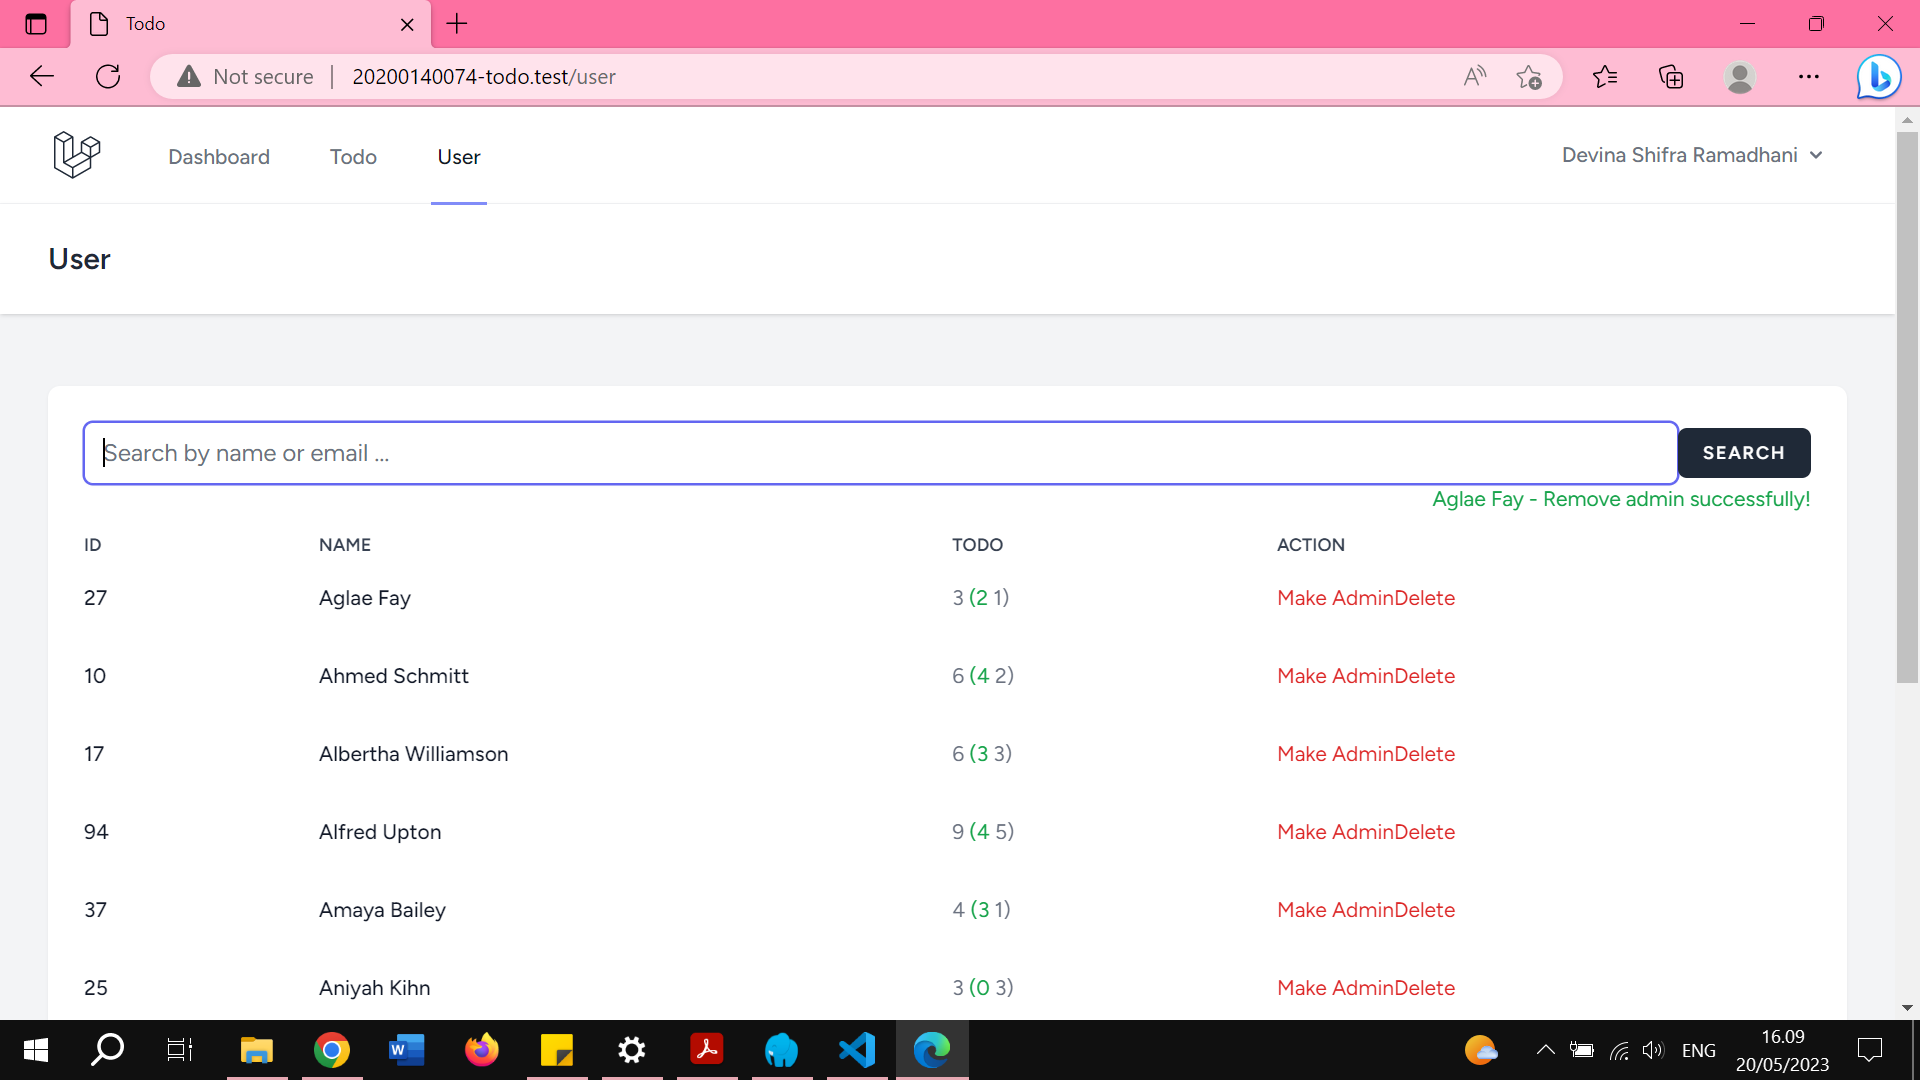 Todo
Not secure 20200140074-todo.test/user
Dashboard Todo User Devina Shifra Ramadhani
User
Search by name or email ... SEARCH
Aglae Fay - Remove admin successfully!
ID NAME TODO ACTION
27 Aglae Fay 3 (2 1) Make AdminDelete
10 Ahmed Schmitt 6 (4 2) Make AdminDelete
17 Albertha Williamson 6 (3 3) Make AdminDelete
94 Alfred Upton 9 (4 5) Make AdminDelete
37 Amaya Bailey 4 (3 1) Make AdminDelete
25 Aniyah Kihn 3 (0 3) Make AdminDelete
ENG 16.09
20/05/2023